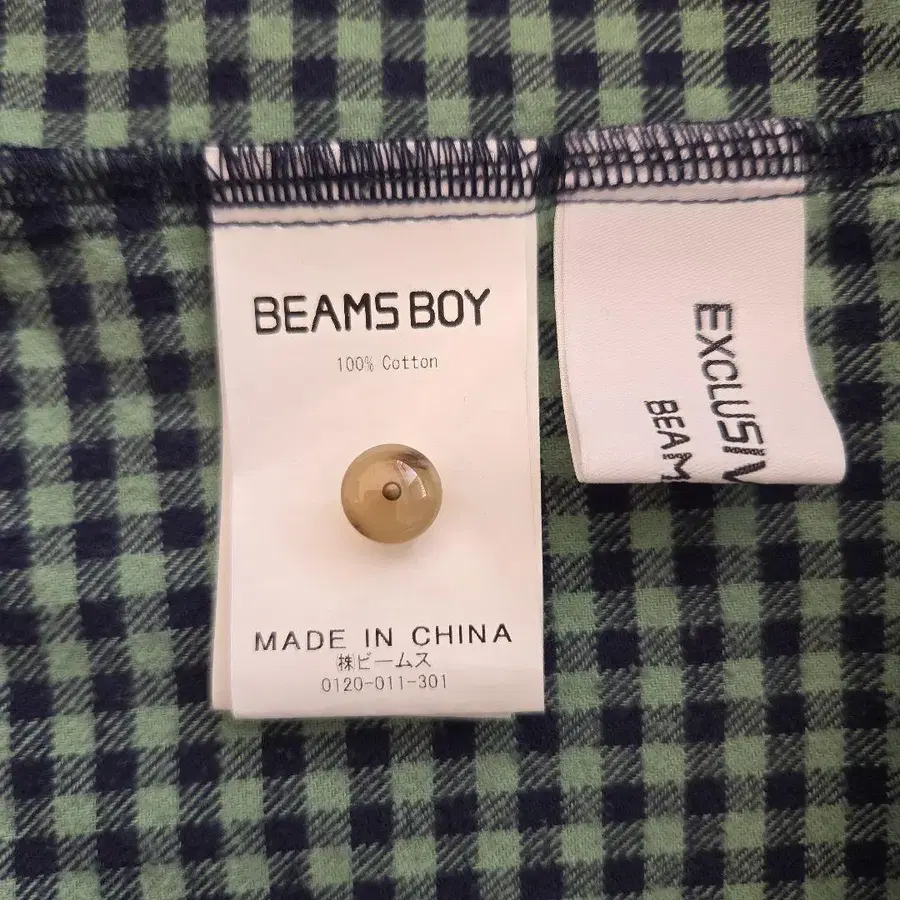 BEAMS BOY
100% Cotton
MADE IN CHINA
㈱ビームス
0120-011-301
EXCLUSIV
BEAM